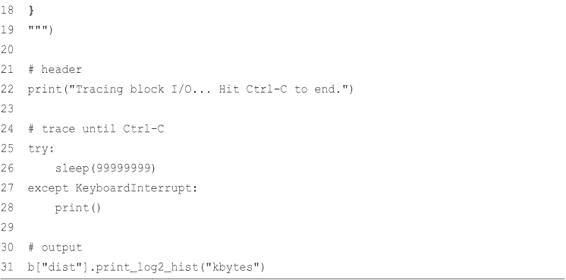 18 }
19 """)
20
21 # header
22 print("Tracing block I/O... Hit Ctrl-C to end.")
23
24 # trace until Ctrl-C
25 try:
26     sleep(99999999)
27 except KeyboardInterrupt:
28     print()
29
30 # output
31 b["dist"].print_log2_hist("kbytes")